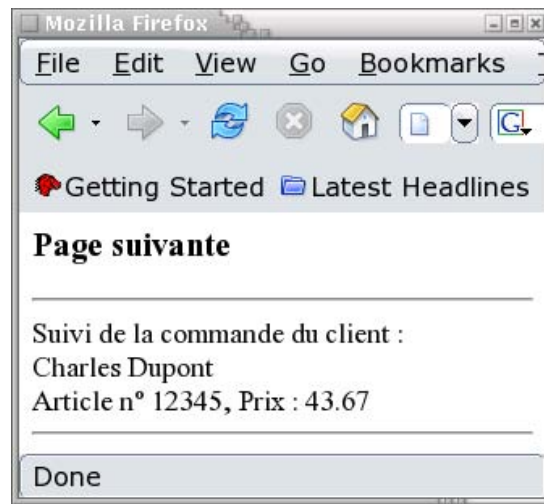 Mozilla Firefox
File Edit View Go Bookmarks
G
Getting Started Latest Headlines
Page suivante
Suivi de la commande du client :
Charles Dupont
Article n° 12345, Prix : 43.67
Done